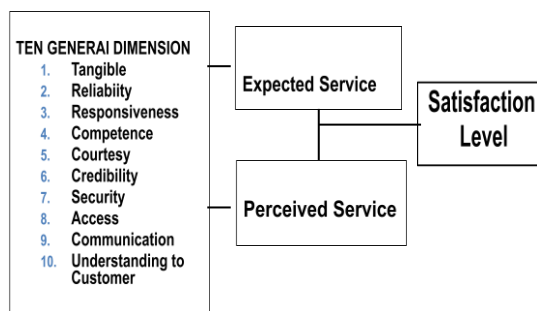 TEN GENERAI DIMENSION
1. Tangible
2. Reliabiity
3. Responsiveness
4. Competence
5. Courtesy
6. Credibility
7. Security
8. Access
9. Communication
10. Understanding to
Customer
Expected Service
Perceived Service
Satisfaction
Level